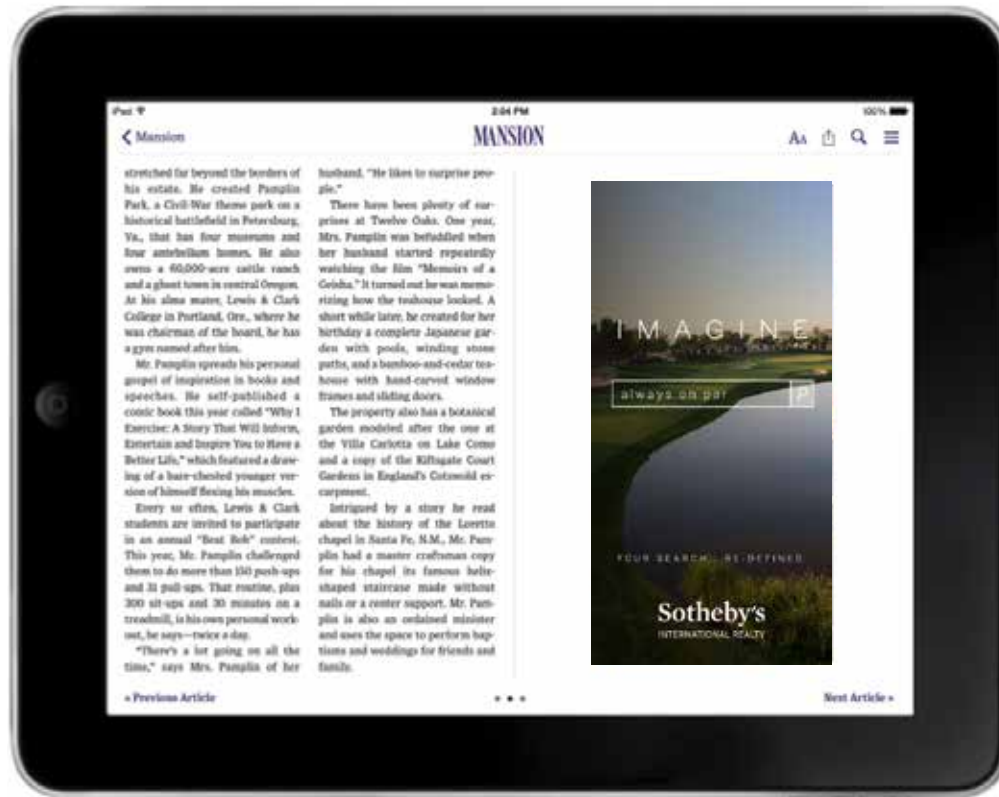 iPad
2:04 PM
100%
Mansion
MANSION
AA
stretched far beyond the borders of
his estate. He created Pamplin
Park, a Civil-War theme park on a
historical battlefield in Petersburg,
Va., that has four museums and
four antebellum homes. He also
owns a 60,000-acre cattle ranch
and a ghost town in central Oregon.
At his alma mater, Lewis & Clark
College in Portland, Ore., where he
was chairman of the board, he has
a gym named after him.
Mr. Pamplin spreads his personal
gospel of inspiration in books and
speeches. He self-published a
comic book this year called "Why I
Exercise: A Story That Will Inform,
Entertain and Inspire You to Have a
Better Life," which featured a draw-
ing of a bare-chested younger ver-
sion of himself flexing his muscles.
Every so often, Lewis & Clark
students are invited to participate
in an annual "Beat Bob" contest.
This year, Mr. Pamplin challenged
them to do more than 150 push-ups
and 31 pull-ups. That routine, plus
300 sit-ups and 30 minutes on a
treadmill, is his own personal work-
out, he says—twice a day.
"There's a lot going on all the
time," says Mrs. Pamplin of her
husband. "He likes to surprise peo-
ple."
There have been plenty of sur-
prises at Twelve Oaks. One year,
Mrs. Pamplin was befuddled when
her husband started repeatedly
watching the film "Memoirs of a
Geisha." It turned out he was memo-
rizing how the teahouse looked. A
short while later, he created for her
birthday a complete Japanese gar-
den with pools, winding stone
paths, and a bamboo-and-cedar tea-
house with hand-carved window
frames and sliding doors.
The property also has a botanical
garden modeled after the one at
the Villa Carlotta on Lake Como
and a copy of the Kiftsgate Court
Gardens in England's Cotswold es-
carpment.
Intrigued by a story he read
about the history of the Loretto
chapel in Santa Fe, N.M., Mr. Pam-
plin had a master craftsman copy
for his chapel its famous helix-
shaped staircase made without
nails or a center support. Mr. Pam-
plin is also an ordained minister
and uses the space to perform bap-
tisms and weddings for friends and
family.
IMAGINE
always on par
YOUR SEARCH. RE-DEFINED
Sotheby's
INTERNATIONAL REALTY
« Previous Article
Next Article »